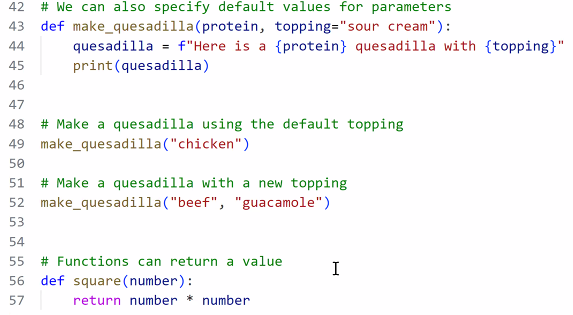 42 # We can also specify default values for parameters
43 def make_quesadilla(protein, topping="sour cream"):
44     quesadilla = f"Here is a {protein} quesadilla with {topping}"
45     print(quesadilla)
46
47
48 # Make a quesadilla using the default topping
49 make_quesadilla("chicken")
50
51 # Make a quesadilla with a new topping
52 make_quesadilla("beef", "guacamole")
53
54
55 # Functions can return a value
56 def square(number):
57     return number * number